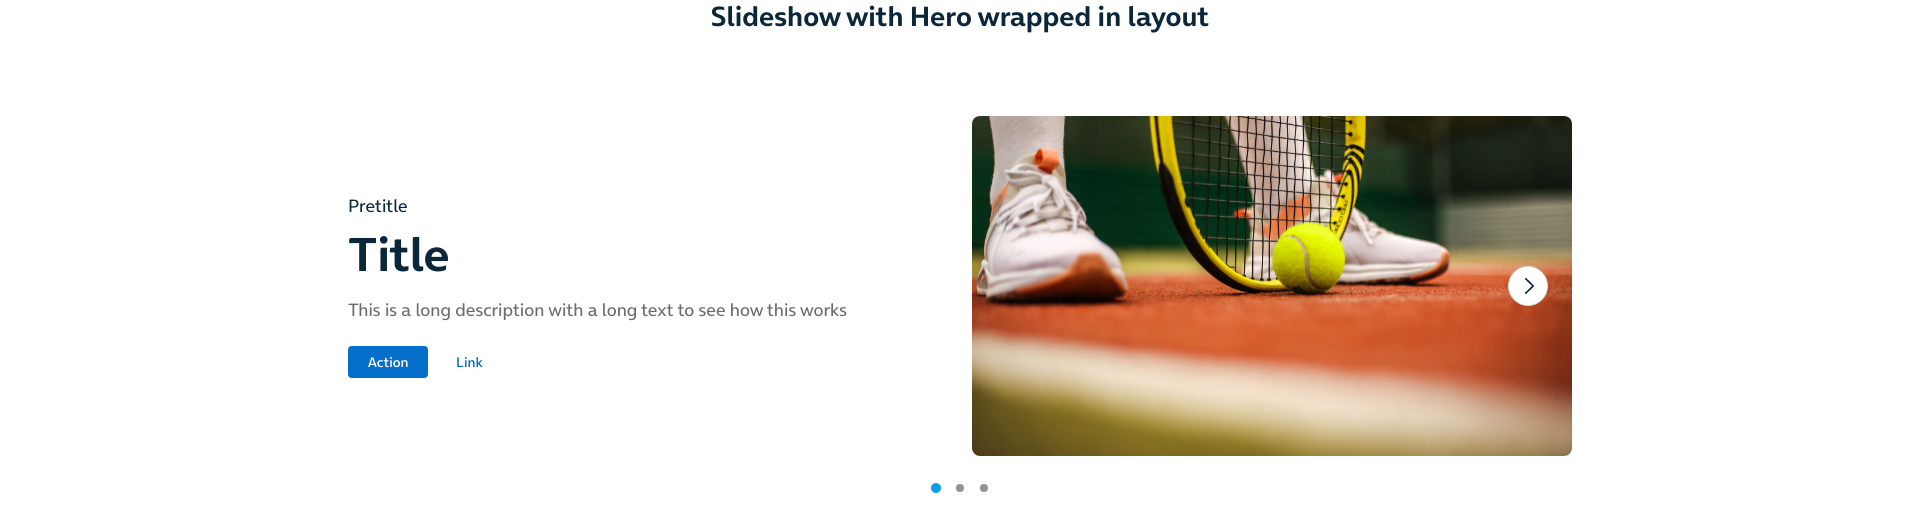 Slideshow with Hero wrapped in layout
Pretitle
Title
This is a long description with a long text to see how this works
Action
Link